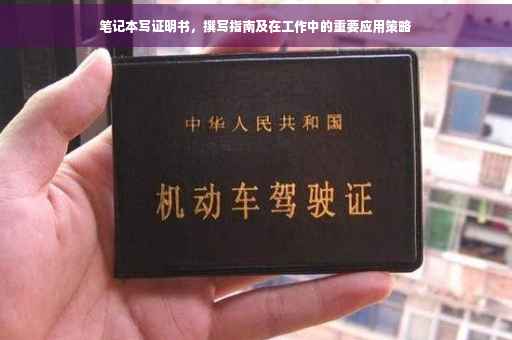 笔记本写证明书，撰写指南及在工作中的重要应用策略
中华人民共和国
机动车驾驶证